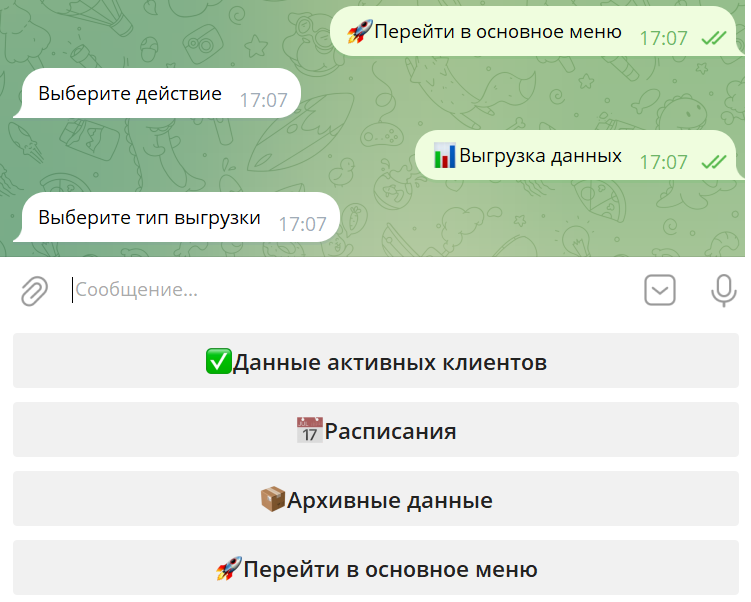 🚀Перейти в основное меню 17:07
Выберите действие 17:07
📊Выгрузка данных 17:07
Выберите тип выгрузки 17:07
Сообщение...
✅Данные активных клиентов
📅Расписания
📦Архивные данные
🚀Перейти в основное меню